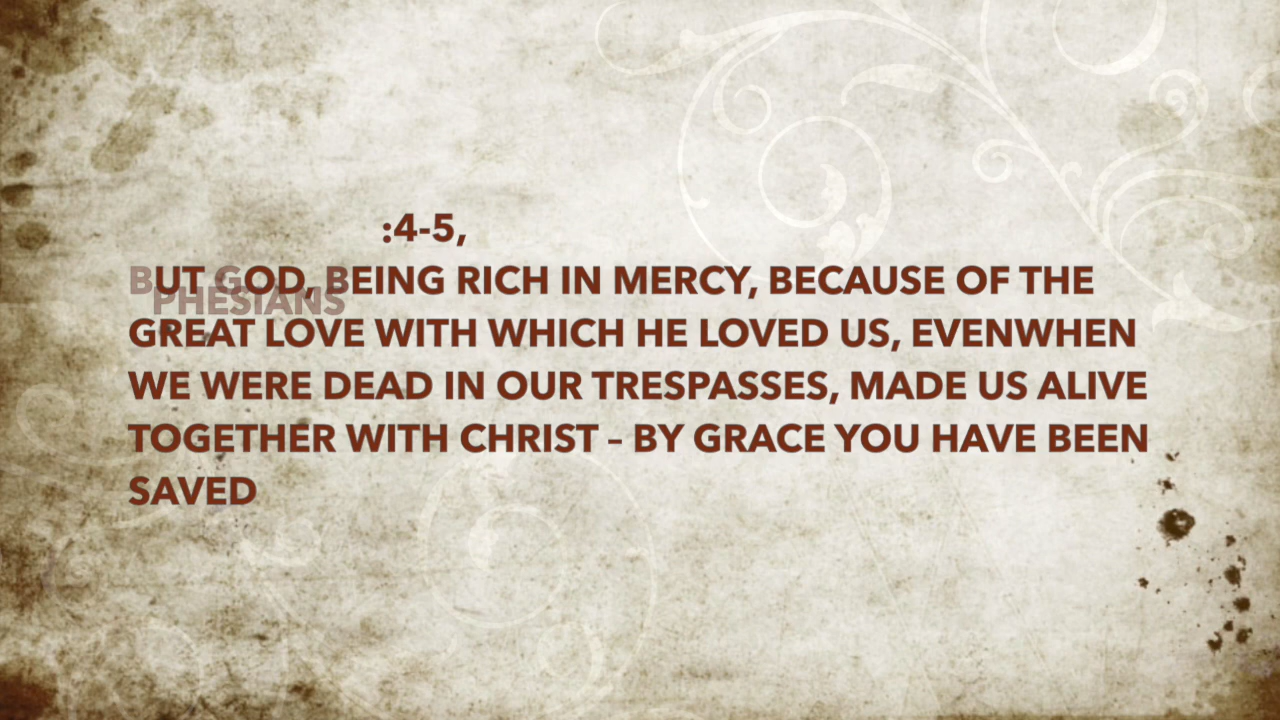 :4-5,
BUT GOD, BEING RICH IN MERCY, BECAUSE OF THE
PHESIANS
GREAT LOVE WITH WHICH HE LOVED US, EVENWHEN
WE WERE DEAD IN OUR TRESPASSES, MADE US ALIVE
TOGETHER WITH CHRIST – BY GRACE YOU HAVE BEEN
SAVED